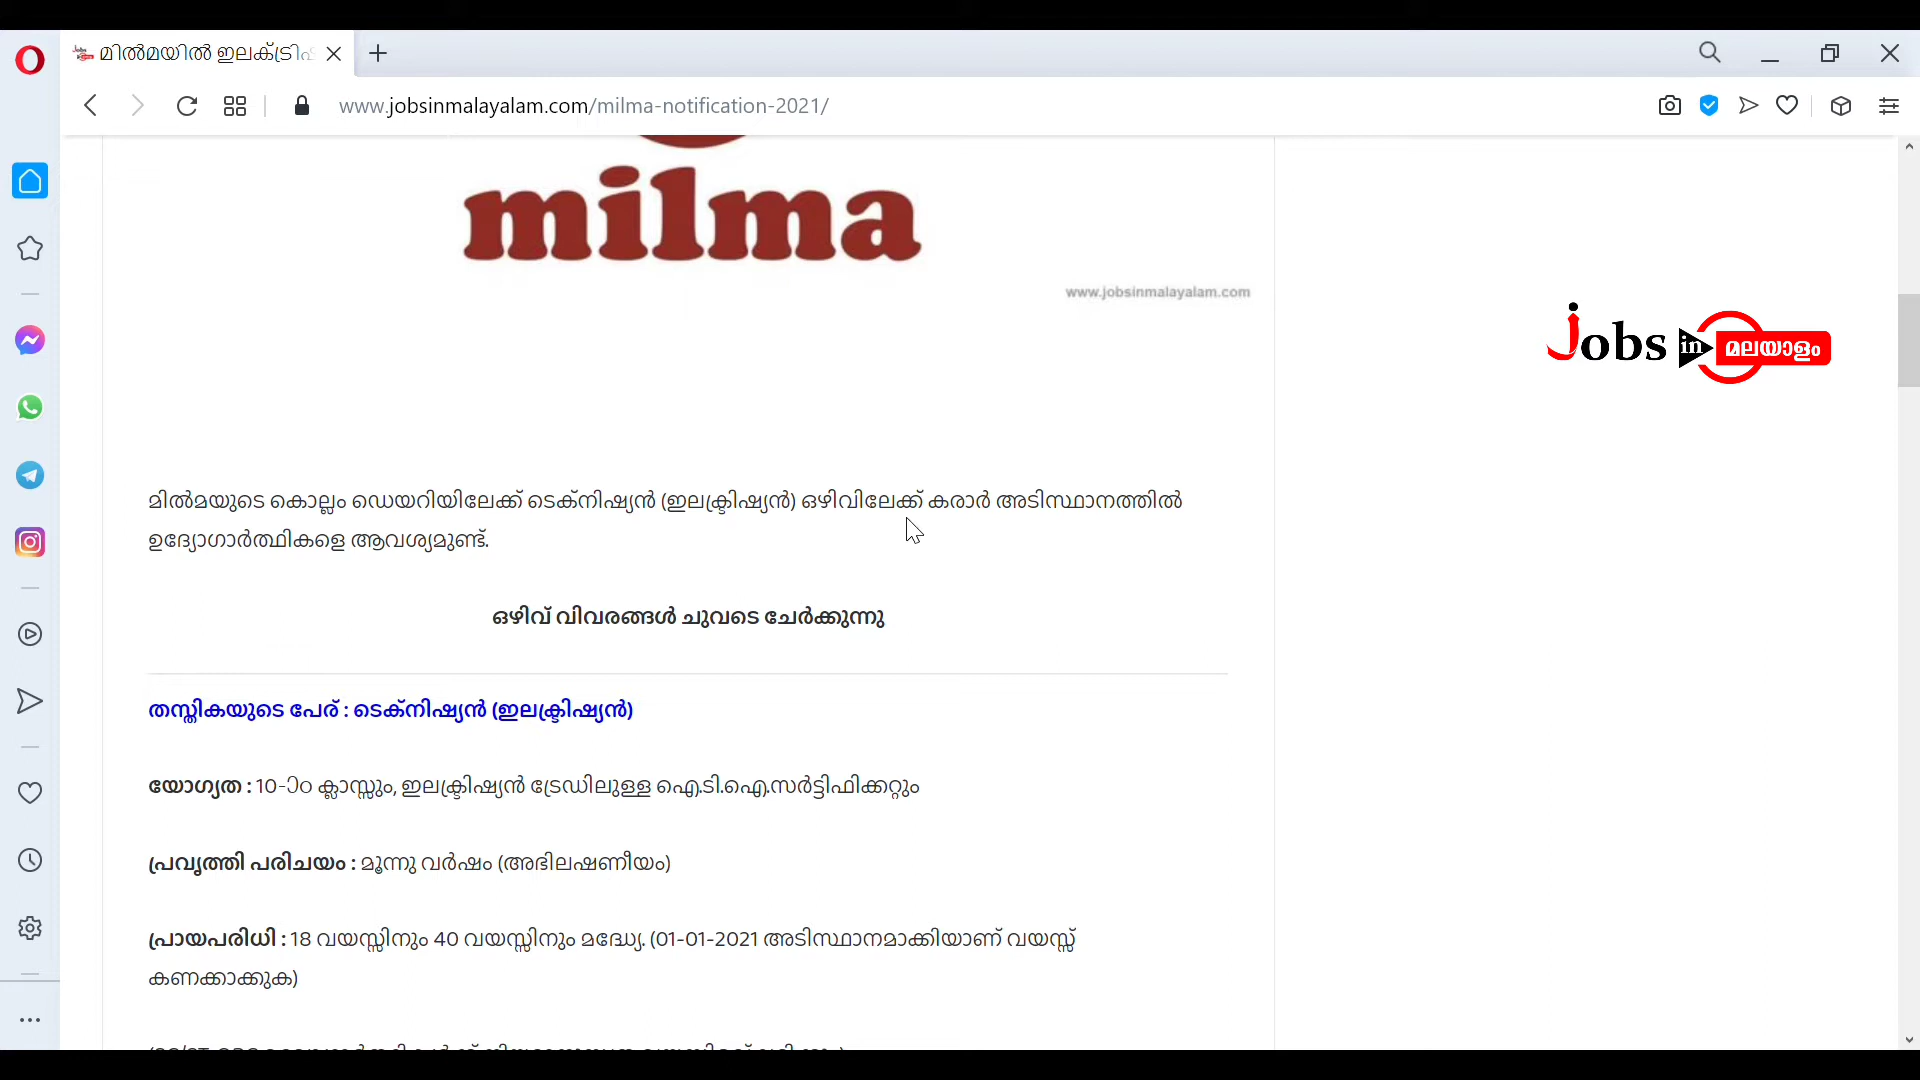 മിൽമയിൽ ഇലക്ട്രിഷ
www.jobsinmalayalam.com/milma-notification-2021/
milma
www.jobsinmalayalam.com
Jobs in മലയാളം
മിൽമയുടെ കൊല്ലം ഡെയറിയിലേക്ക് ടെക്നിഷ്യൻ (ഇലക്ട്രിഷ്യൻ) ഒഴിവിലേക്ക് കരാർ അടിസ്ഥാനത്തിൽ
ഉദ്യോഗാർത്ഥികളെ ആവശ്യമുണ്ട്.
ഒഴിവ് വിവരങ്ങൾ ചുവടെ ചേർക്കുന്നു
തസ്തികയുടെ പേര് : ടെക്നിഷ്യൻ (ഇലക്ട്രിഷ്യൻ)
യോഗ്യത : 10-ാം ക്ലാസ്സും, ഇലക്ട്രിഷ്യൻ ട്രേഡിലുള്ള ഐ.ടി.ഐ.സർട്ടിഫിക്കറ്റും
പ്രവൃത്തി പരിചയം : മൂന്നു വർഷം (അഭിലഷണീയം)
പ്രായപരിധി : 18 വയസ്സിനും 40 വയസ്സിനും മദ്ധ്യേ. (01-01-2021 അടിസ്ഥാനമാക്കിയാണ് വയസ്സ്
കണക്കാക്കുക)